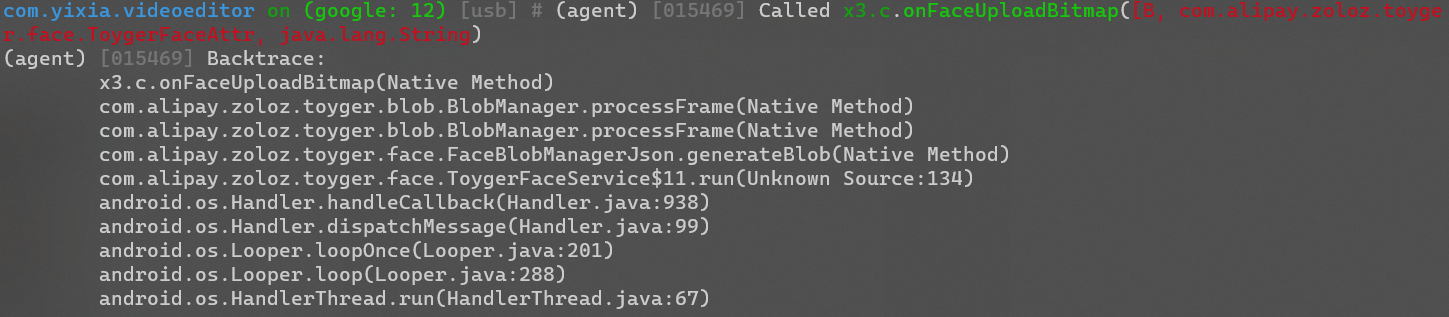 com.yixia.videoeditor on (google: 12) [usb] # (agent) [015469] Called x3.c.onFaceUploadBitmap([B, com.alipay.zoloz.toyge
r.face.ToygerFaceAttr, java.lang.String)
(agent) [015469] Backtrace:
x3.c.onFaceUploadBitmap(Native Method)
com.alipay.zoloz.toyger.blob.BlobManager.processFrame(Native Method)
com.alipay.zoloz.toyger.blob.BlobManager.processFrame(Native Method)
com.alipay.zoloz.toyger.face.FaceBlobManagerJson.generateBlob(Native Method)
com.alipay.zoloz.toyger.face.ToygerFaceService$11.run(Unknown Source:134)
android.os.Handler.handleCallback(Handler.java:938)
android.os.Handler.dispatchMessage(Handler.java:99)
android.os.Looper.loopOnce(Looper.java:201)
android.os.Looper.loop(Looper.java:288)
android.os.HandlerThread.run(HandlerThread.java:67)